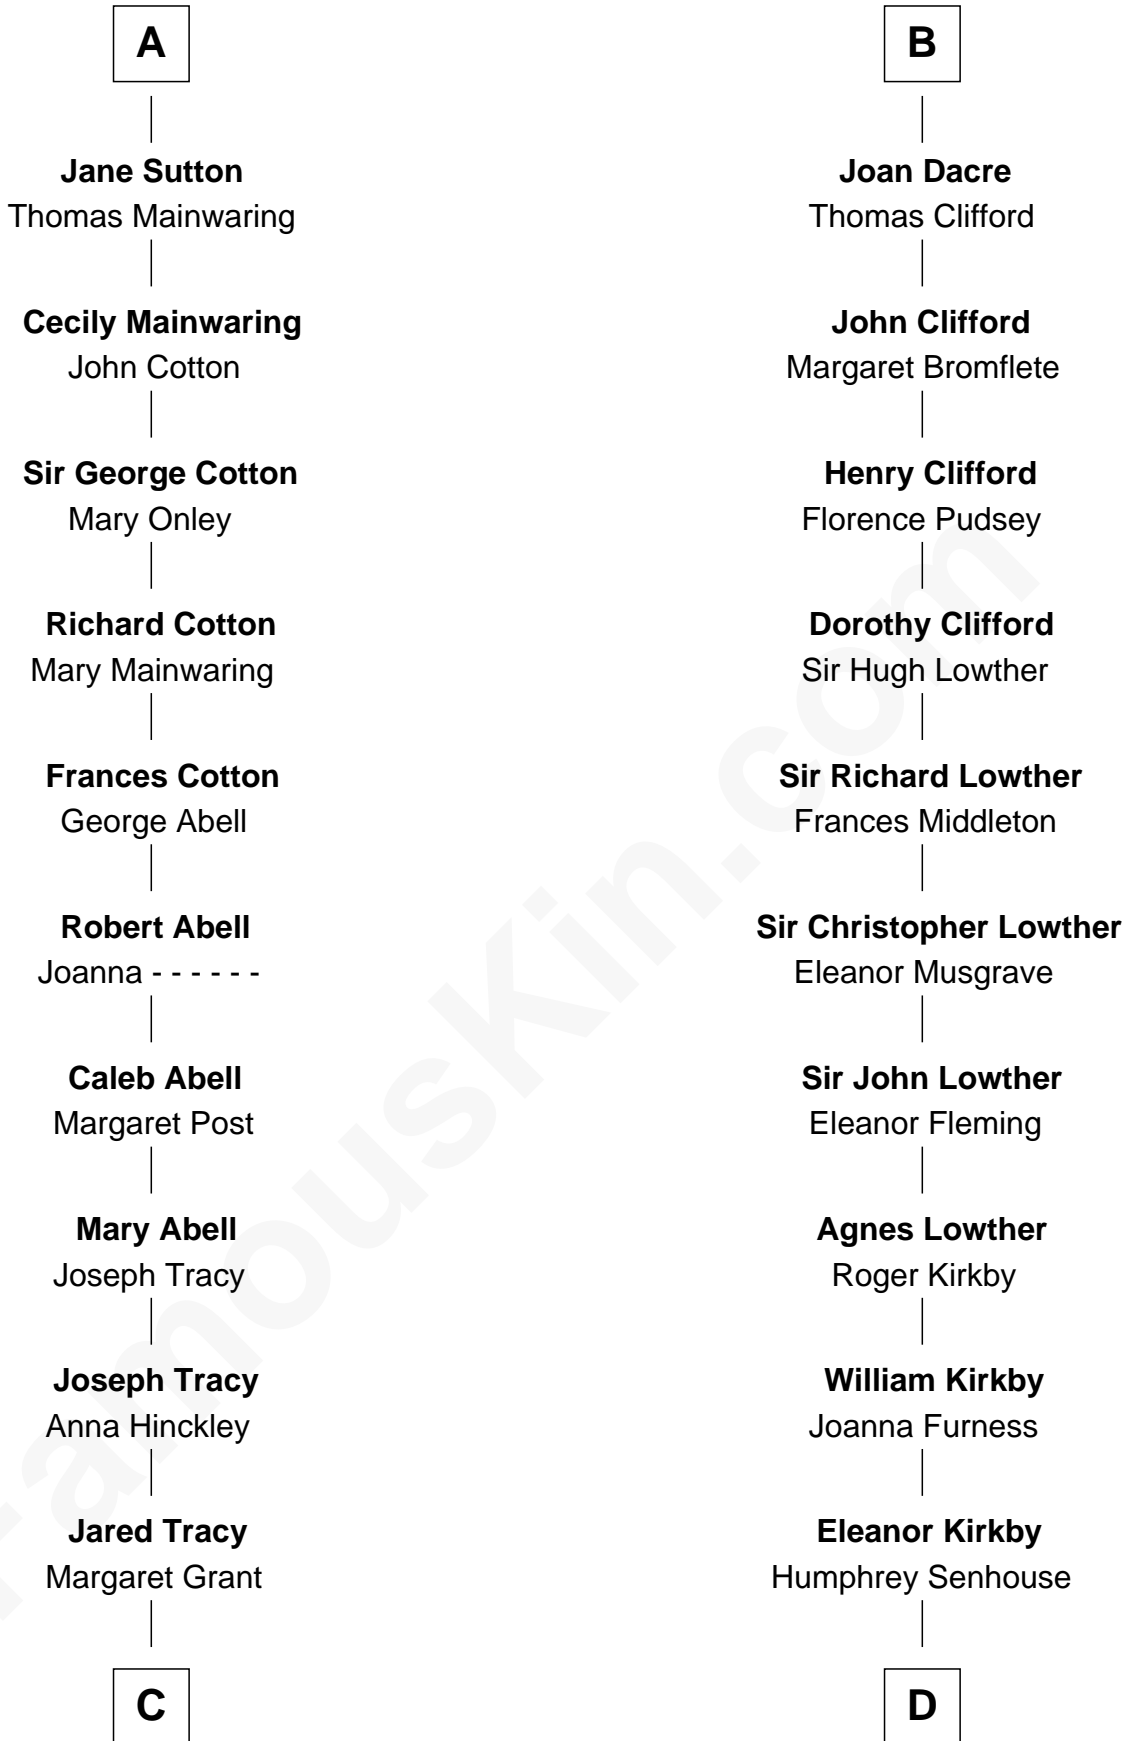 A
Jane Sutton
Thomas Mainwaring
Cecily Mainwaring
John Cotton
Sir George Cotton
Mary Onley
Richard Cotton
Mary Mainwaring
Frances Cotton
George Abell
Robert Abell
Joanna - - - - - -
Caleb Abell
Margaret Post
Mary Abell
Joseph Tracy
Joseph Tracy
Anna Hinckley
Jared Tracy
Margaret Grant
C
B
Joan Dacre
Thomas Clifford
John Clifford
Margaret Bromflete
Henry Clifford
Florence Pudsey
Dorothy Clifford
Sir Hugh Lowther
Sir Richard Lowther
Frances Middleton
Sir Christopher Lowther
Eleanor Musgrave
Sir John Lowther
Eleanor Fleming
Agnes Lowther
Roger Kirkby
William Kirkby
Joanna Furness
Eleanor Kirkby
Humphrey Senhouse
D
FamousKin.com